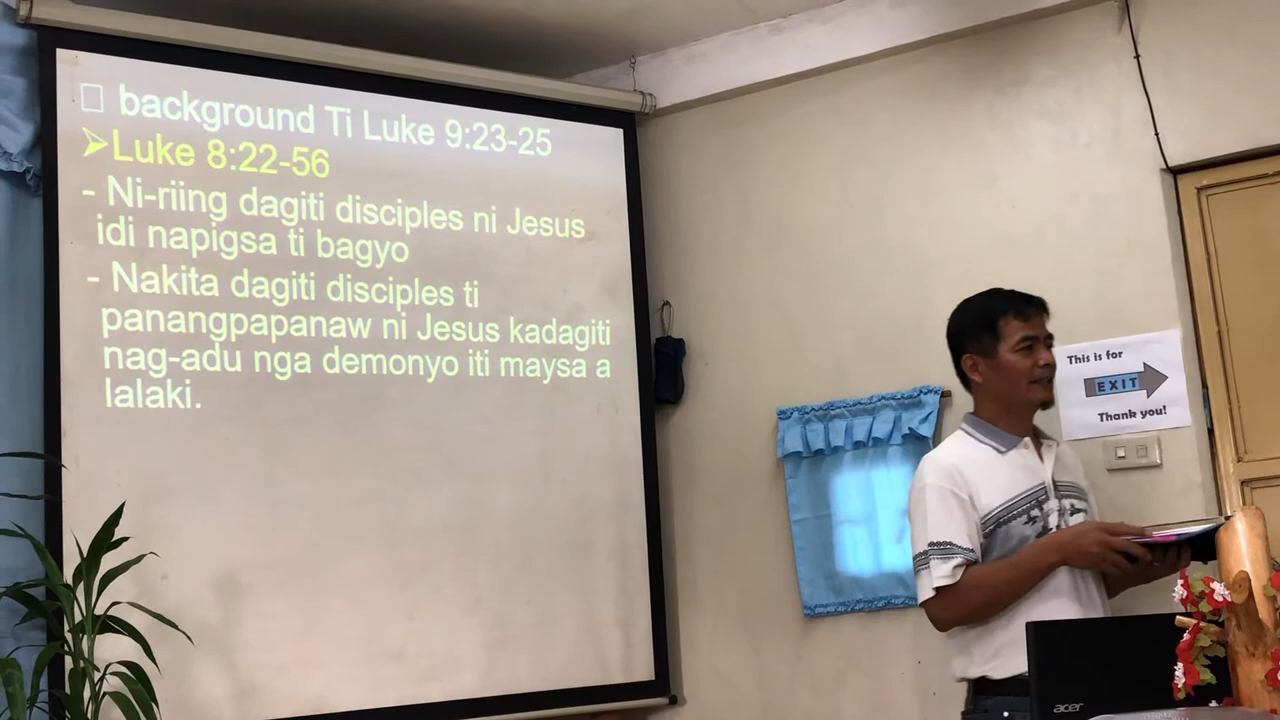 background Ti Luke 9:23-25
➢Luke 8:22-56
- Ni-riing dagiti disciples ni Jesus
idi napigsa ti bagyo
- Nakita dagiti disciples ti
panangpapanaw ni Jesus kadagiti
nag-adu nga demonyo iti maysa a
lalaki.
This is for
EXIT
Thank you!
acer